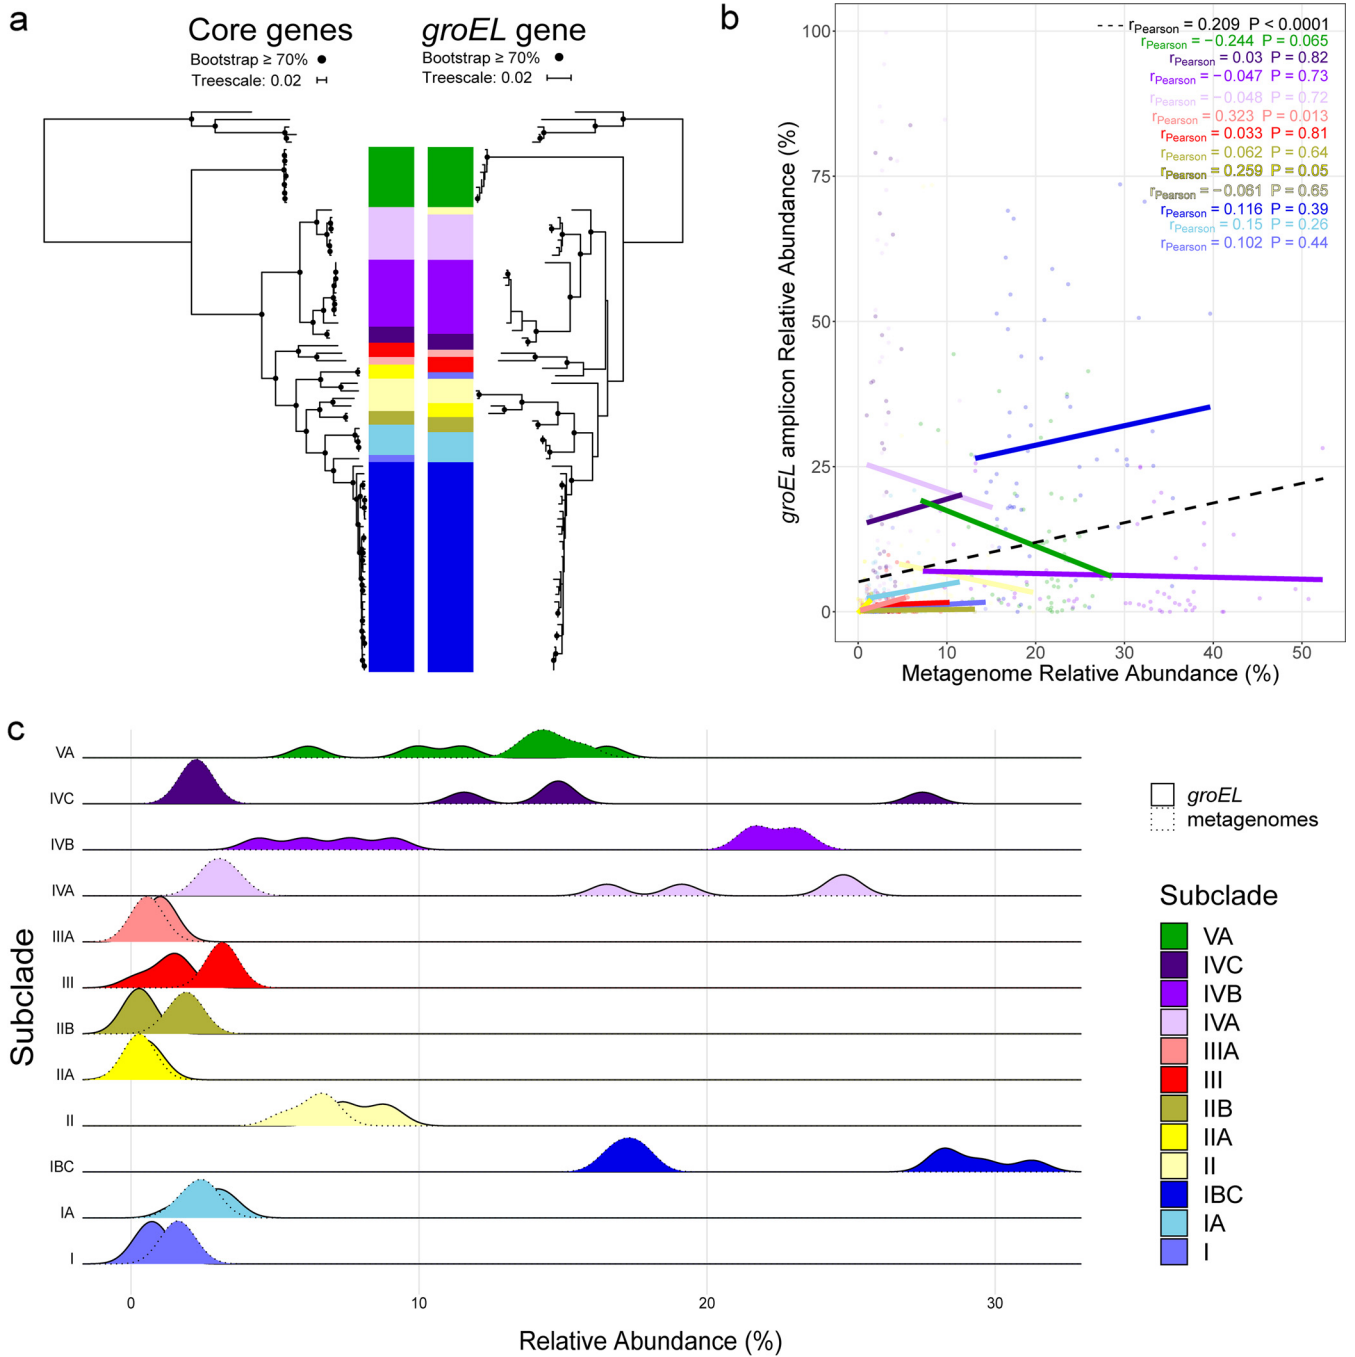 a
Core genes
Bootstrap ≥ 70%
Treescale: 0.02
groEL gene
Bootstrap ≥ 70%
Treescale: 0.02
b
rPearson = 0.209 P < 0.0001
rPearson = −0.244 P = 0.065
rPearson = 0.03 P = 0.82
rPearson = −0.047 P = 0.73
rPearson = −0.048 P = 0.72
rPearson = 0.323 P = 0.013
rPearson = 0.033 P = 0.81
rPearson = 0.062 P = 0.64
rPearson = 0.259 P = 0.05
rPearson = −0.061 P = 0.65
rPearson = 0.116 P = 0.39
rPearson = 0.15 P = 0.26
rPearson = 0.102 P = 0.44
groEL amplicon Relative Abundance (%)
100
75
50
25
0
0
10
20
30
40
50
Metagenome Relative Abundance (%)
c
Subclade
VA
IVC
IVB
IVA
IIIA
III
IIB
IIA
II
IBC
IA
I
0
10
20
30
Relative Abundance (%)
groEL
metagenomes
Subclade
VA
IVC
IVB
IVA
IIIA
III
IIB
IIA
II
IBC
IA
I